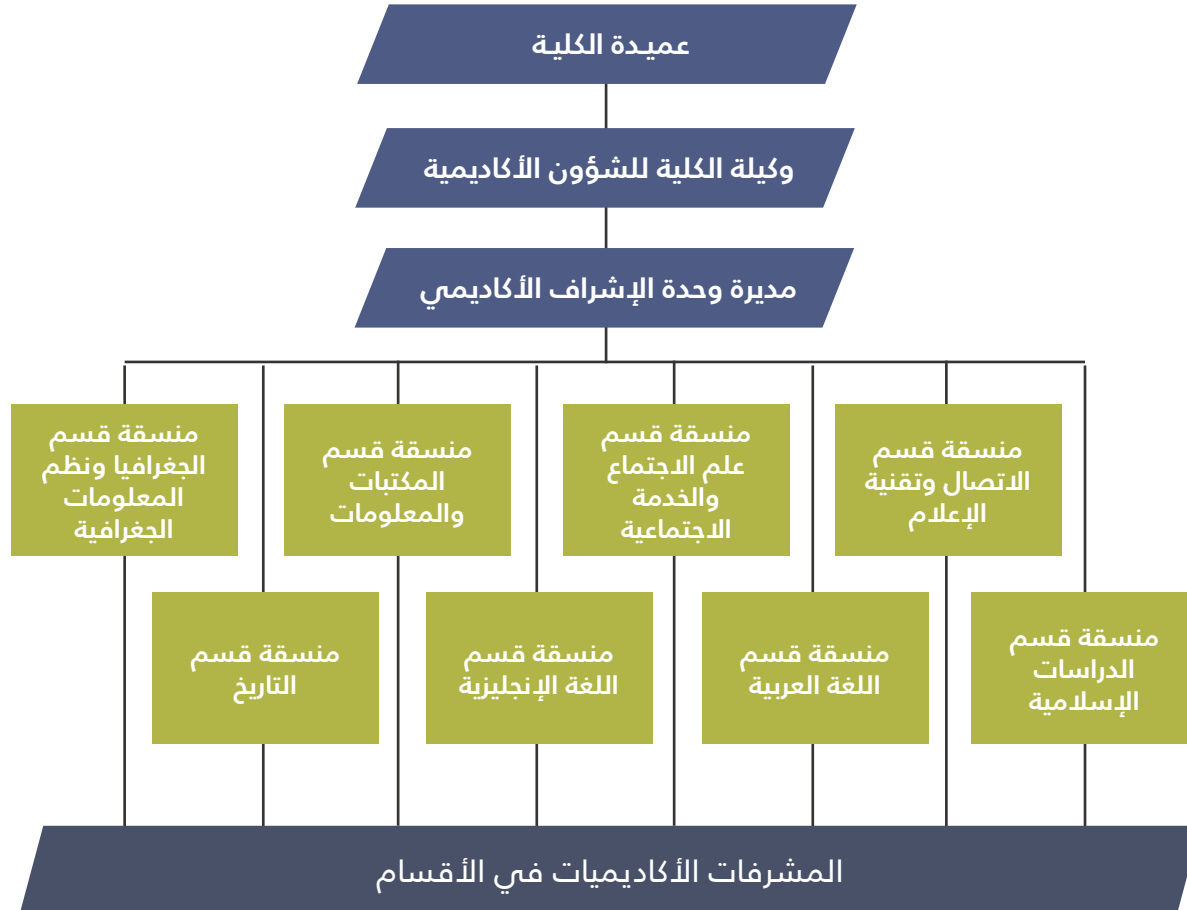 عميدة الكلية
وكيلة الكلية للشؤون الأكاديمية
مديرة وحدة الإشراف الأكاديمي
منسقة قسم
الاتصال وتقنية
الإعلام
منسقة قسم
علم الاجتماع
والخدمة
الاجتماعية
منسقة قسم
المكتبات
والمعلومات
منسقة قسم
الجغرافيا ونظم
المعلومات
الجغرافية
منسقة قسم
الدراسات
الإسلامية
منسقة قسم
اللغة العربية
منسقة قسم
اللغة الإنجليزية
منسقة قسم
التاريخ
المشرفات الأكاديميات في الأقسام